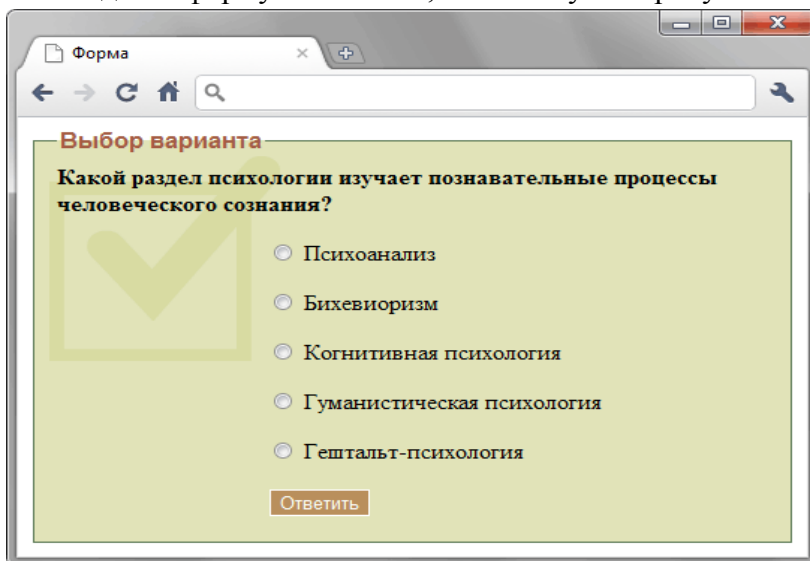 Форма
Выбор варианта
Какой раздел психологии изучает познавательные процессы
человеческого сознания?
Психоанализ
Бихевиоризм
Когнитивная психология
Гуманистическая психология
Гештальт-психология
Ответить